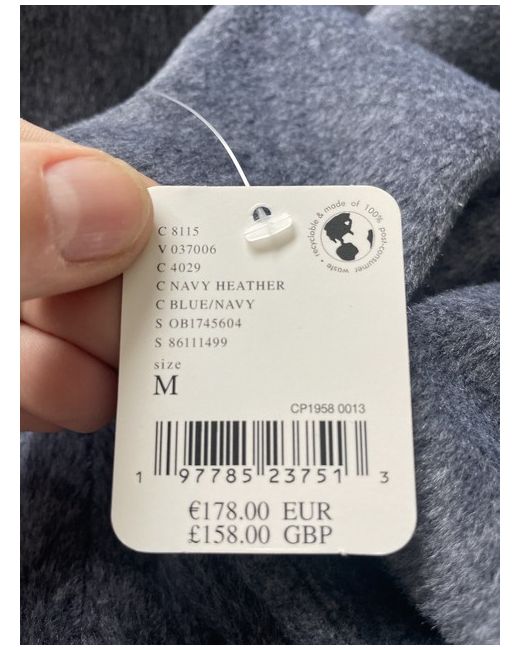 C 8115
V 037006
C 4029
C NAVY HEATHER
C BLUE/NAVY
S OB1745604
S 86111499
size
M
recyclable & made of 100% post-consumer waste •
CP1958 0013
1 97785 23751 3
€178.00 EUR
£158.00 GBP